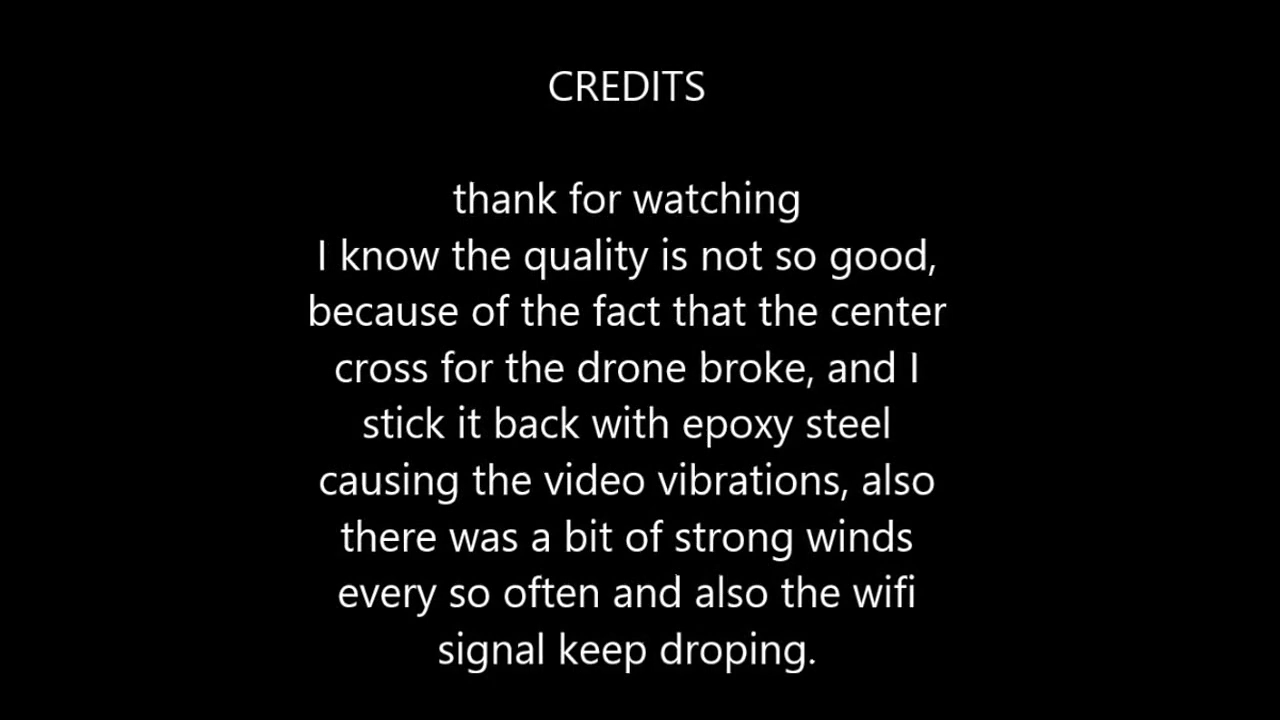 CREDITS
thank for watching
I know the quality is not so good,
because of the fact that the center
cross for the drone broke, and I
stick it back with epoxy steel
causing the video vibrations, also
there was a bit of strong winds
every so often and also the wifi
signal keep droping.